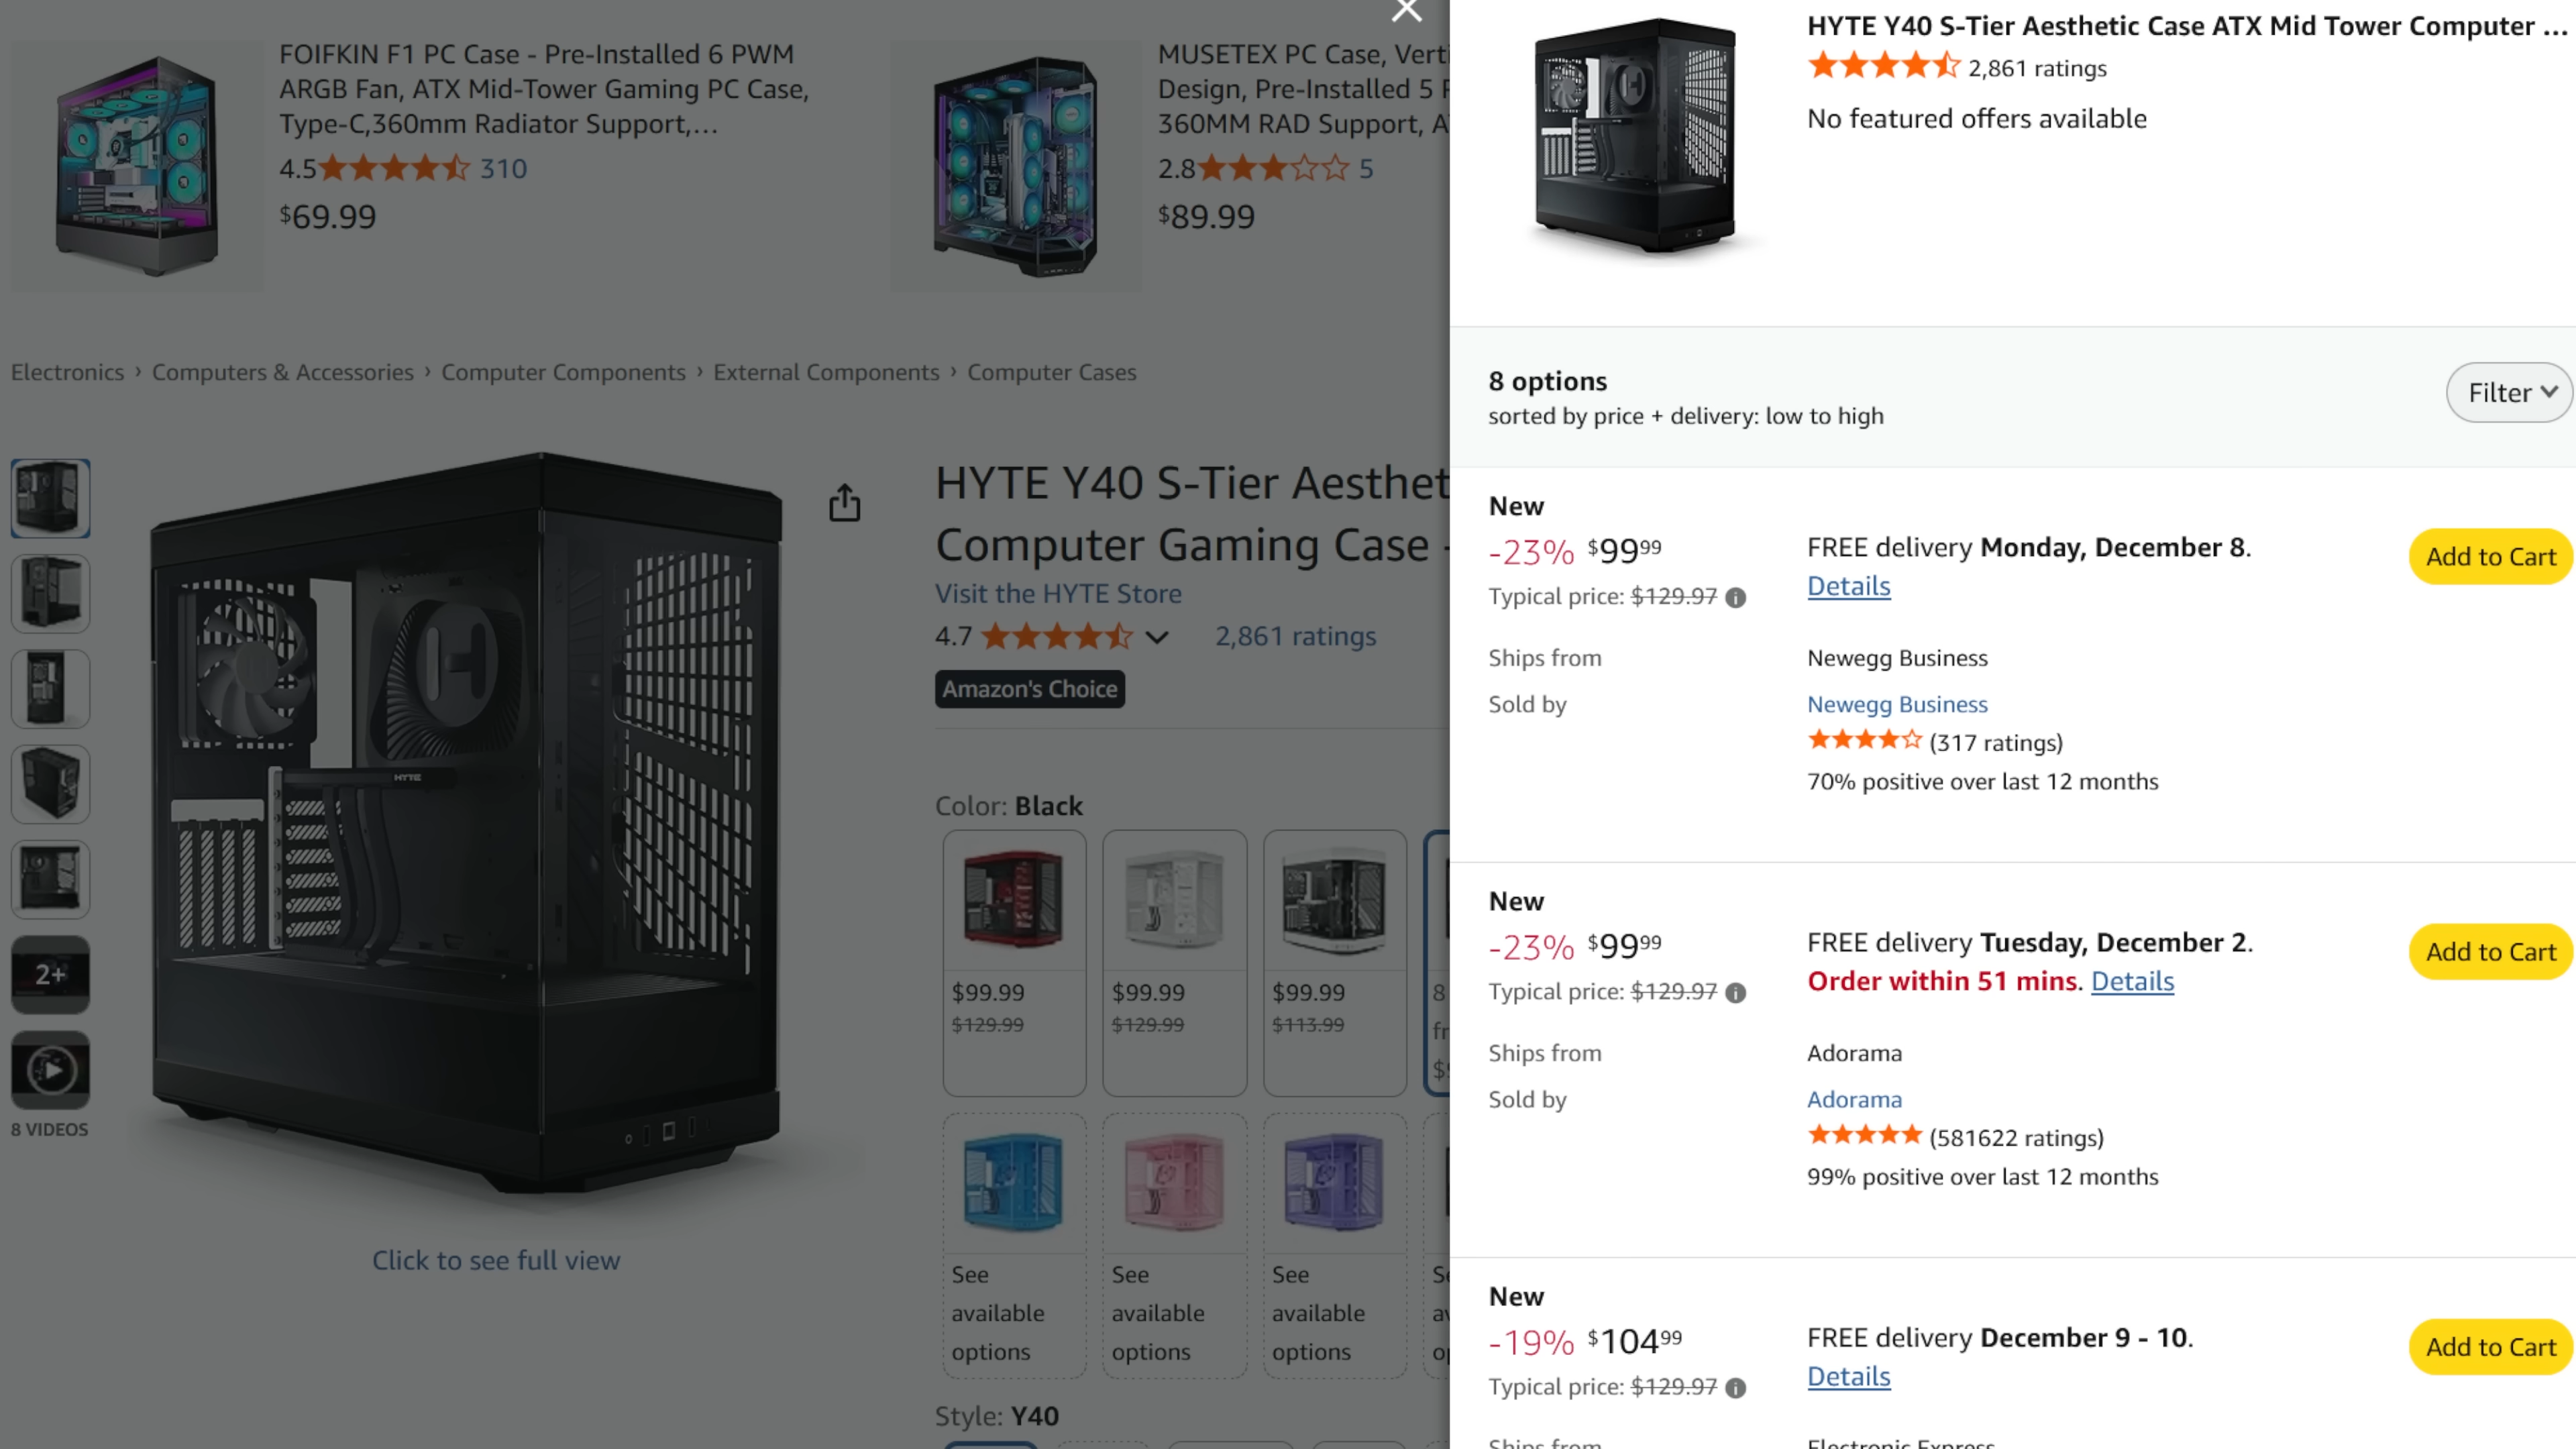 FOIFKIN F1 PC Case - Pre-Installed 6 PWM
ARGB Fan, ATX Mid-Tower Gaming PC Case,
Type-C,360mm Radiator Support,...
4.5 310
$69.99
MUSETEX PC Case, Verti
Design, Pre-Installed 5
360MM RAD Support, A
2.8 5
$89.99
Electronics › Computers & Accessories › Computer Components › External Components › Computer Cases
2+
8 VIDEOS
HYTE
Click to see full view
HYTE Y40 S-Tier Aesthet
Computer Gaming Case -
Visit the HYTE Store
4.7 2,861 ratings
Amazon's Choice
Color: Black
$99.99
$129.99
$99.99
$129.99
$99.99
$113.99
8
fr
See
available
options
See
available
options
See
available
options
Style: Y40
HYTE Y40 S-Tier Aesthetic Case ATX Mid Tower Computer ...
2,861 ratings
No featured offers available
8 options
sorted by price + delivery: low to high
Filter
New
-23% $99.99
Typical price: $129.97
FREE delivery Monday, December 8.
Details
Add to Cart
Ships from Newegg Business
Sold by Newegg Business
(317 ratings)
70% positive over last 12 months
New
-23% $99.99
Typical price: $129.97
FREE delivery Tuesday, December 2.
Order within 51 mins. Details
Add to Cart
Ships from Adorama
Sold by Adorama
(581622 ratings)
99% positive over last 12 months
New
-19% $104.99
Typical price: $129.97
FREE delivery December 9 - 10.
Details
Add to Cart
Ships from Electronic Express